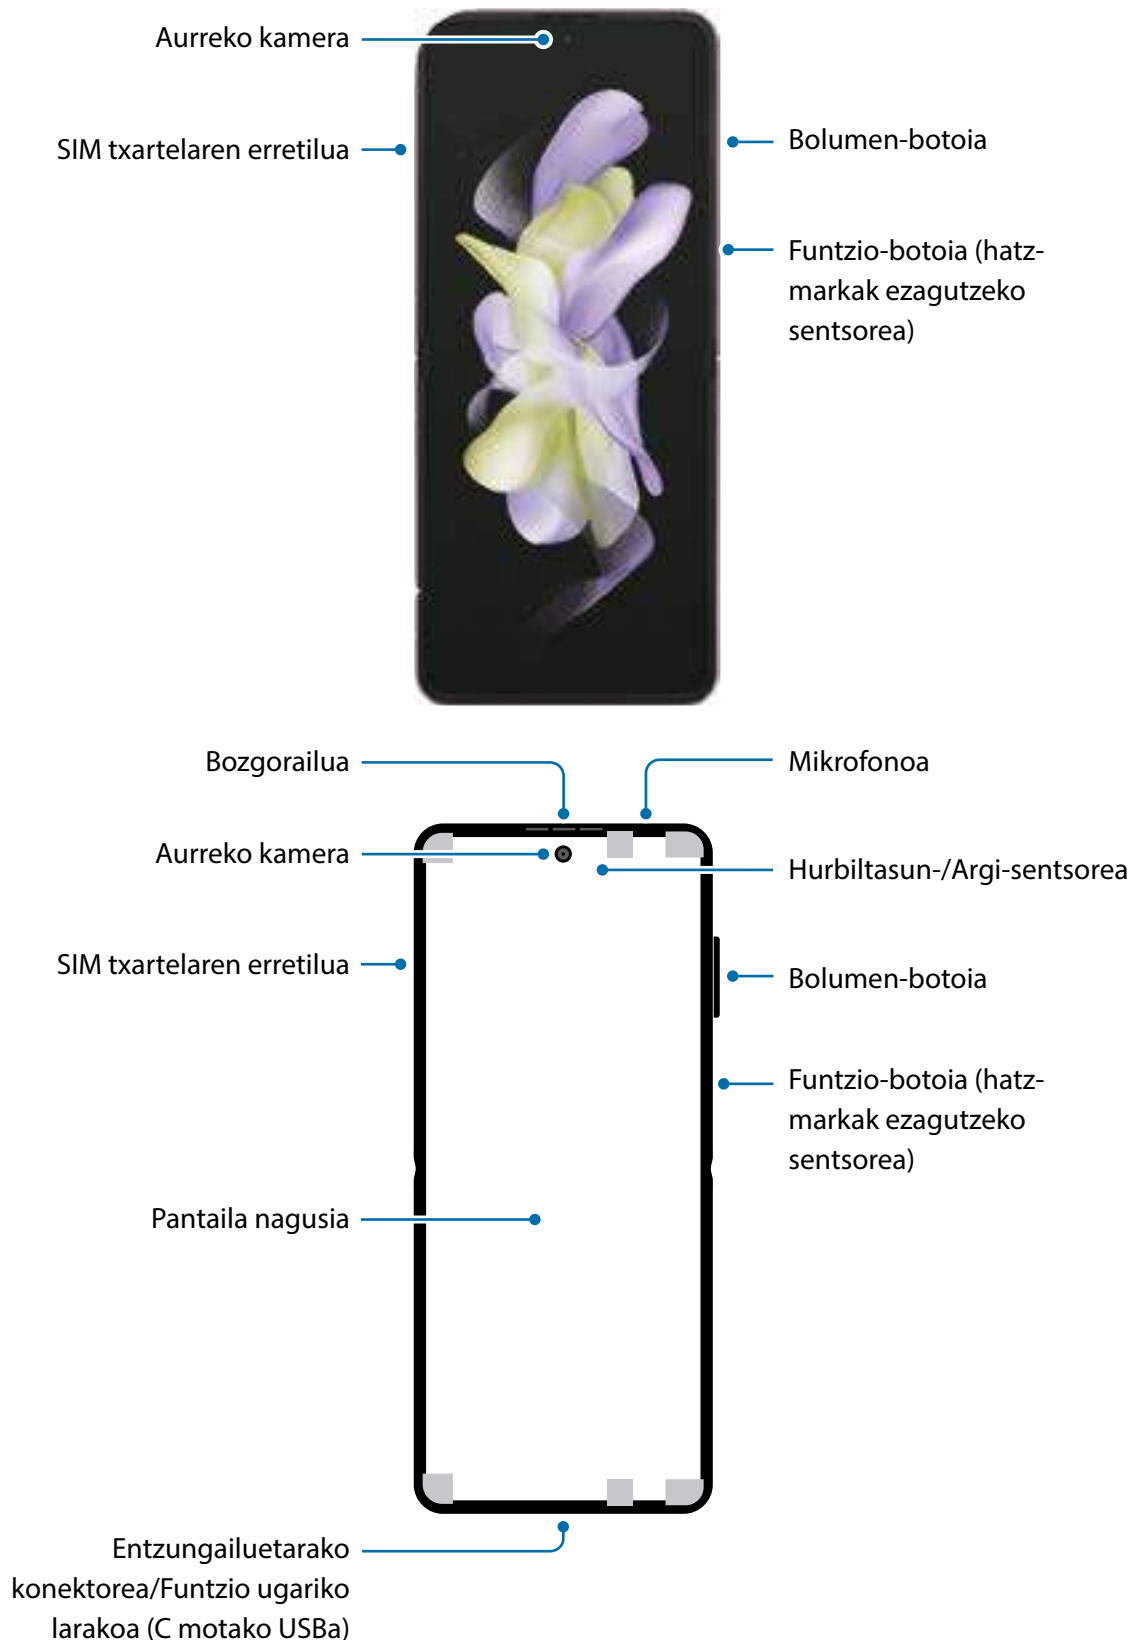 Aurreko kamera
SIM txartelaren erretilua
Bolumen-botoia
Funtzio-botoia (hatz-
markak ezagutzeko
sentsorea)
Bozgorailua
Mikrofonoa
Aurreko kamera
Hurbiltasun-/Argi-sentsorea
SIM txartelaren erretilua
Bolumen-botoia
Funtzio-botoia (hatz-
markak ezagutzeko
sentsorea)
Pantaila nagusia
Entzungailuetarako
konektorea/Funtzio ugariko
larakoa (C motako USBa)